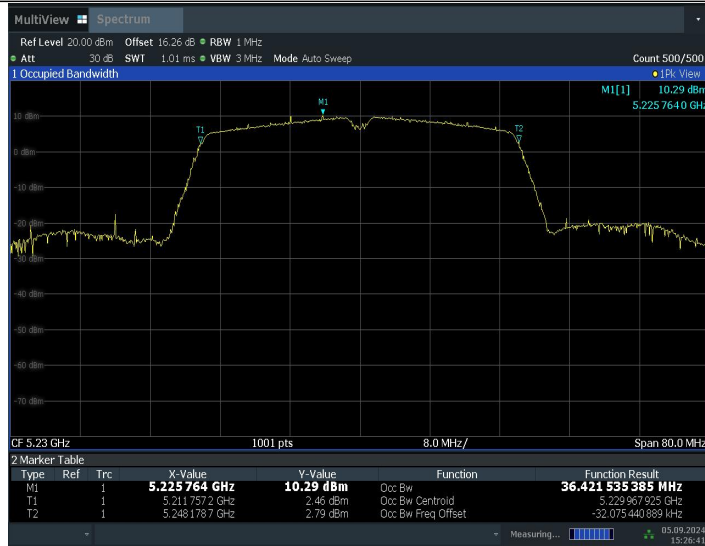 MultiView Spectrum
Ref Level 20.00 dBm Offset 16.26 dB RBW 1 MHz
Att 30 dB SWT 1.01 ms VBW 3 MHz Mode Auto Sweep Count 500/500
1 Occupied Bandwidth 1Pk View
M1[1] 10.29 dBm
5.225 764 0 GHz
M1
10 dBm
T1 T2
0 dBm
-10 dBm
-20 dBm
-30 dBm
-40 dBm
-50 dBm
-60 dBm
-70 dBm
CF 5.23 GHz 1001 pts 8.0 MHz/ Span 80.0 MHz
2 Marker Table
Type Ref Trc X-Value Y-Value Function Function Result
M1 1 5.225 764 GHz 10.29 dBm Occ Bw 36.421 535 385 MHz
T1 1 5.211 757 2 GHz 2.46 dBm Occ Bw Centroid 5.229 967 925 GHz
T2 1 5.248 178 7 GHz 2.79 dBm Occ Bw Freq Offset -32.075 440 889 kHz
Measuring... 05.09.2024
15:26:41